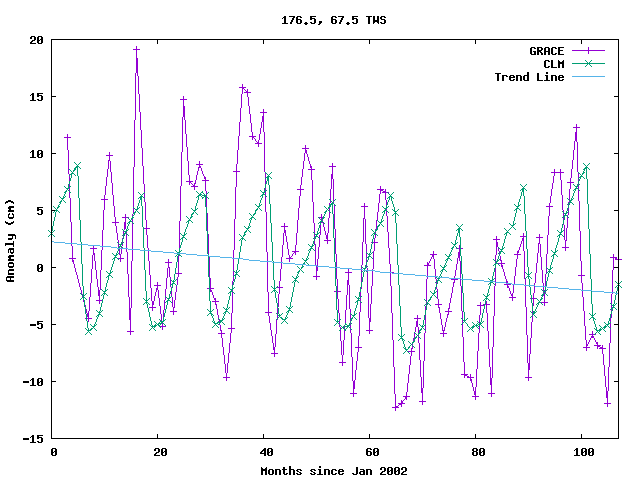 176.5, 67.5 TWS
GRACE
CLM
Trend Line
20
15
10
5
0
-5
-10
-15
Anomaly (cm)
0 20 40 60 80 100
Months since Jan 2002